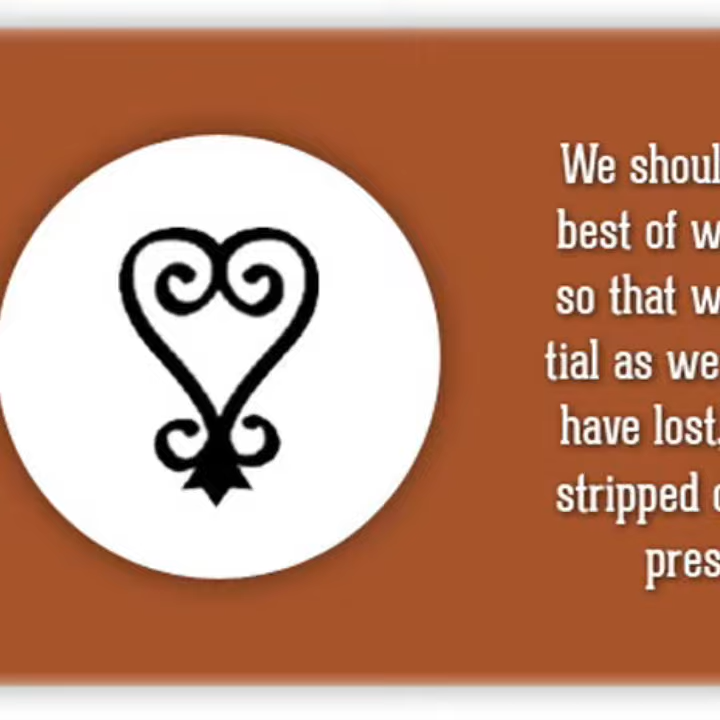 We shoul
best of w
so that w
tial as we
have lost,
stripped
pres